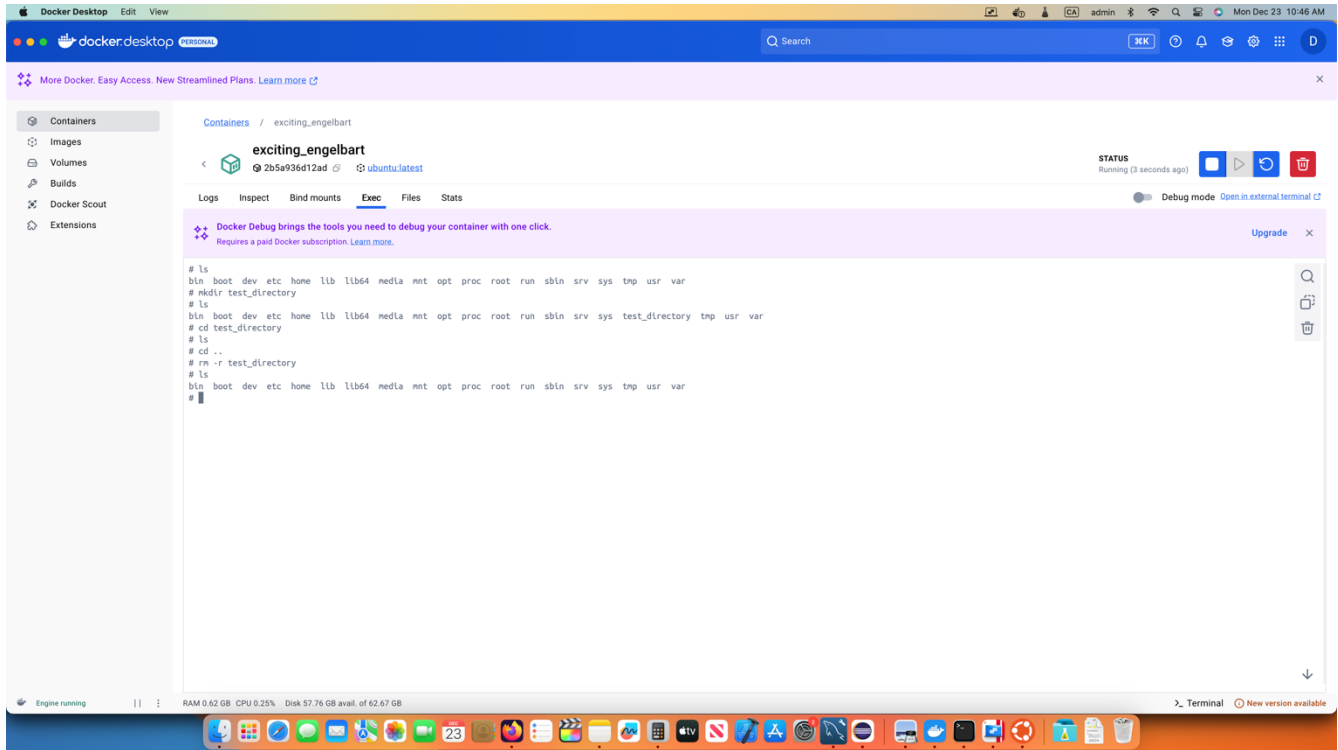 Docker Desktop Edit View CA admin Mon Dec 23 10:46 AM
docker.desktop PERSONAL Search ⌘K D
More Docker. Easy Access. New Streamlined Plans. Learn more
Containers
Images
Volumes
Builds
Docker Scout
Extensions
Containers / exciting_engelbart
exciting_engelbart
2b5a936d12ad ubuntu:latest
STATUS
Running (3 seconds ago)
Logs Inspect Bind mounts Exec Files Stats
Debug mode Open in external terminal
Docker Debug brings the tools you need to debug your container with one click.
Requires a paid Docker subscription. Learn more.
Upgrade
# ls
bin boot dev etc home lib lib64 media mnt opt proc root run sbin srv sys tmp usr var
# mkdir test_directory
# ls
bin boot dev etc home lib lib64 media mnt opt proc root run sbin srv sys test_directory tmp usr var
# cd test_directory
# ls
# cd ..
# rm -r test_directory
# ls
bin boot dev etc home lib lib64 media mnt opt proc root run sbin srv sys tmp usr var
#
Engine running RAM 0.62 GB CPU 0.25% Disk 57.76 GB avail. of 62.67 GB >_ Terminal New version available
DEC
23
tv